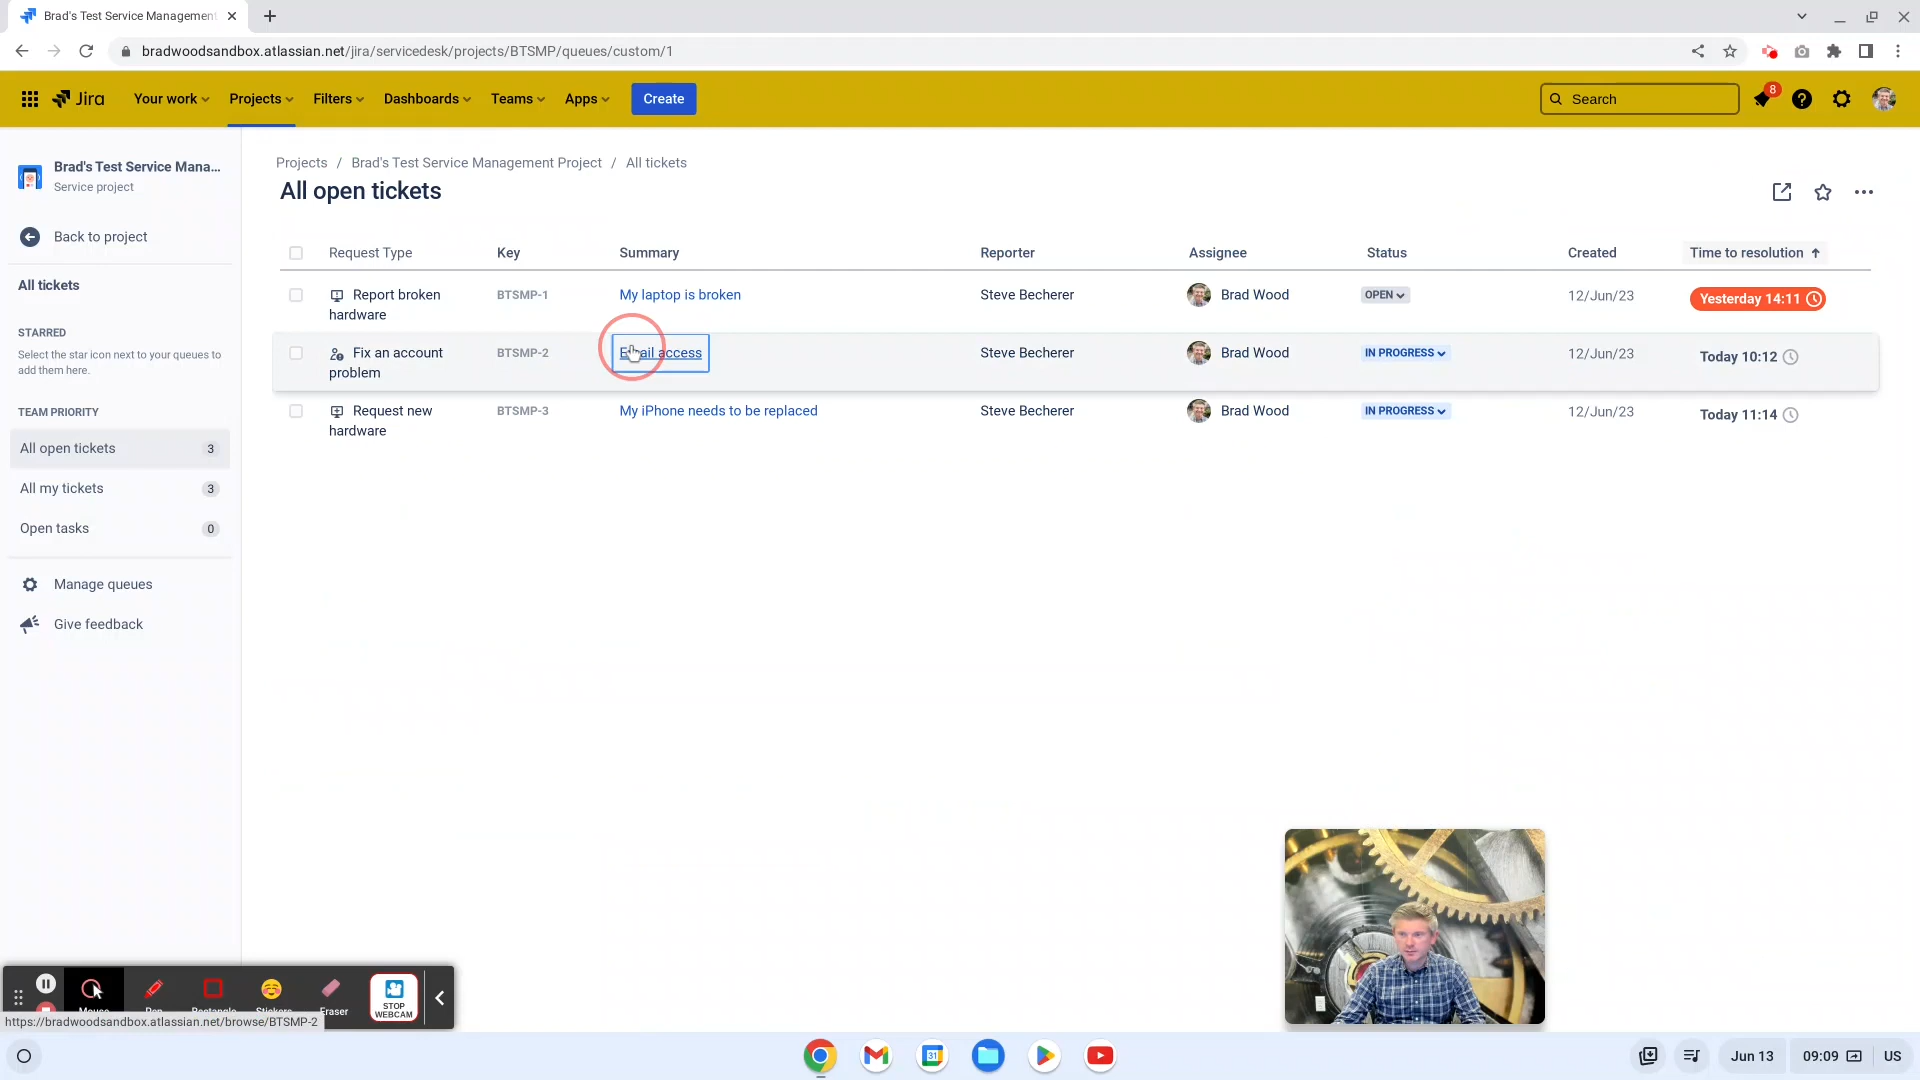 Brad's Test Service Management
bradwoodsandbox.atlassian.net/jira/servicedesk/projects/BTSMP/queues/custom/1
Jira Your work Projects Filters Dashboards Teams Apps Create Search 8
Brad's Test Service Mana...
Service project
Back to project
All tickets
STARRED
Select the star icon next to your queues to
add them here.
TEAM PRIORITY
All open tickets 3
All my tickets 3
Open tasks 0
Manage queues
Give feedback
Projects / Brad's Test Service Management Project / All tickets
All open tickets
Request Type Key Summary Reporter Assignee Status Created Time to resolution
Report broken BTSMP-1 My laptop is broken Steve Becherer Brad Wood OPEN 12/Jun/23 Yesterday 14:11
hardware
Fix an account BTSMP-2 Email access Steve Becherer Brad Wood IN PROGRESS 12/Jun/23 Today 10:12
problem
Request new BTSMP-3 My iPhone needs to be replaced Steve Becherer Brad Wood IN PROGRESS 12/Jun/23 Today 11:14
hardware
Mouse Pen Rectangle Stickers Eraser
STOP
WEBCAM
https://bradwoodsandbox.atlassian.net/browse/BTSMP-2
31
Jun 13 09:09 US